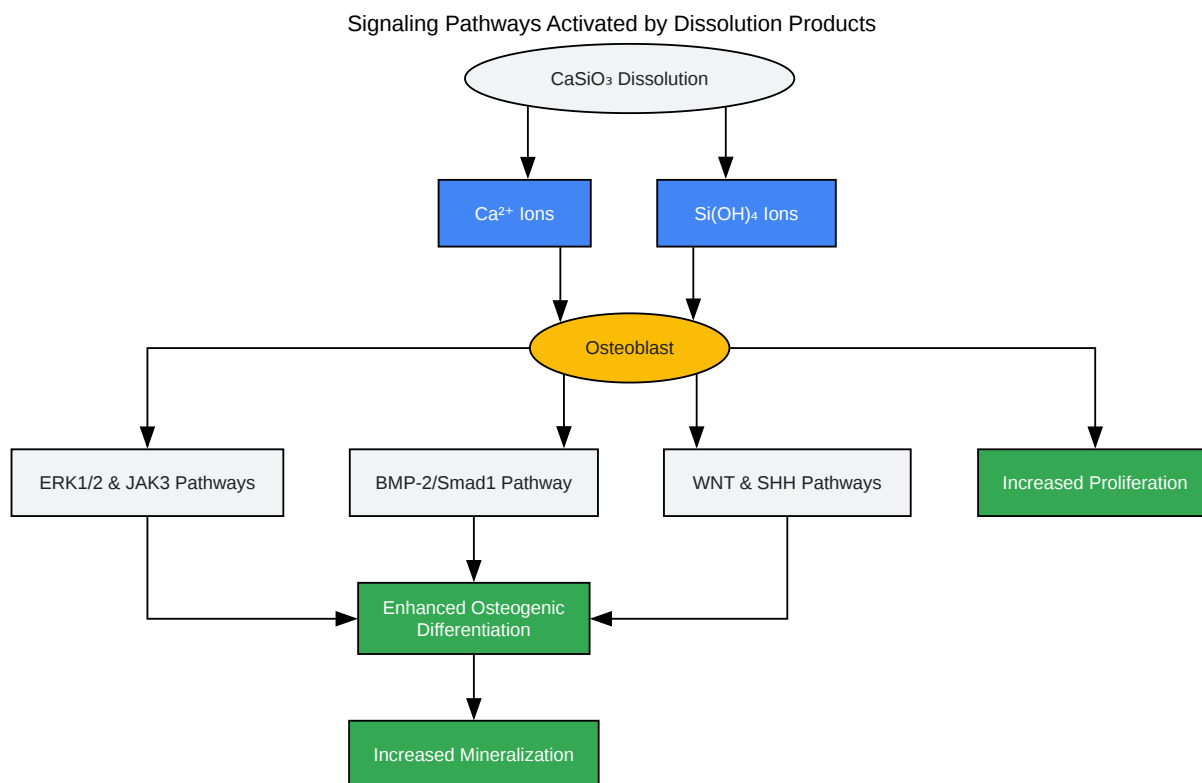 Signaling Pathways Activated by Dissolution Products
CaSiO₃ Dissolution
Ca²⁺ Ions
Si(OH)₄ Ions
Osteoblast
ERK1/2 & JAK3 Pathways
BMP-2/Smad1 Pathway
WNT & SHH Pathways
Increased Proliferation
Enhanced Osteogenic
Differentiation
Increased Mineralization